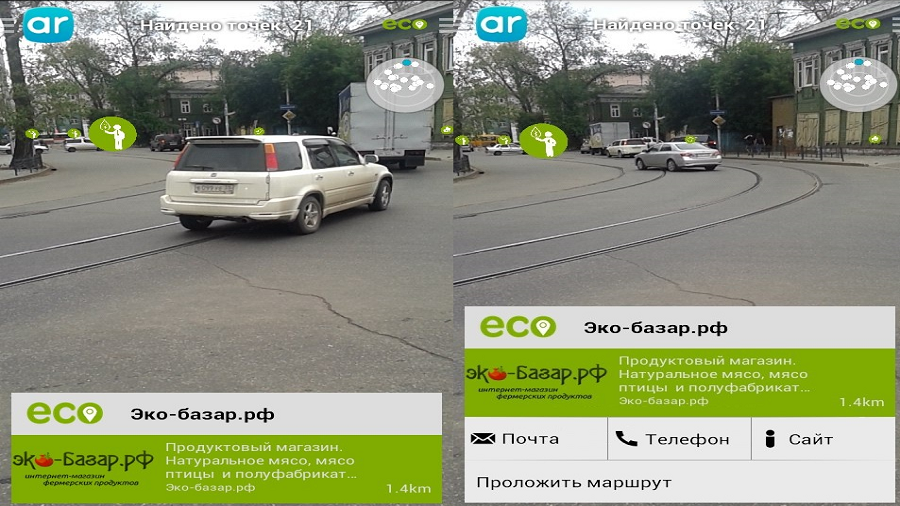 ar
Найдено точек: 21
eco
eco
Эко-базар.рф
эко-Базар.рф
интернет-магазин
фермерских продуктов
Продуктовый магазин.
Натуральное мясо, мясо
птицы и полуфабрикат...
Эко-базар.рф
1.4km
ar
Найдено точек: 21
eco
eco
Эко-базар.рф
эко-Базар.рф
интернет-магазин
фермерских продуктов
Продуктовый магазин.
Натуральное мясо, мясо
птицы и полуфабрикат...
Эко-базар.рф
1.4km
Почта
Телефон
Сайт
Проложить маршрут